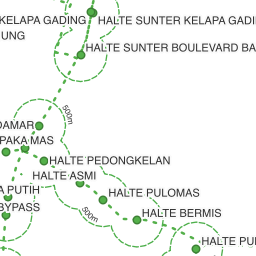 KELAPA GADING
HALTE SUNTER KELAPA GADI
UNG
HALTE SUNTER BOULEVARD BA
500m
DAMAR
PAKA MAS
HALTE PEDONGKELAN
HALTE ASMI
A PUTIH
HALTE PULOMAS
BYPASS
500m
HALTE BERMIS
HALTE PUL